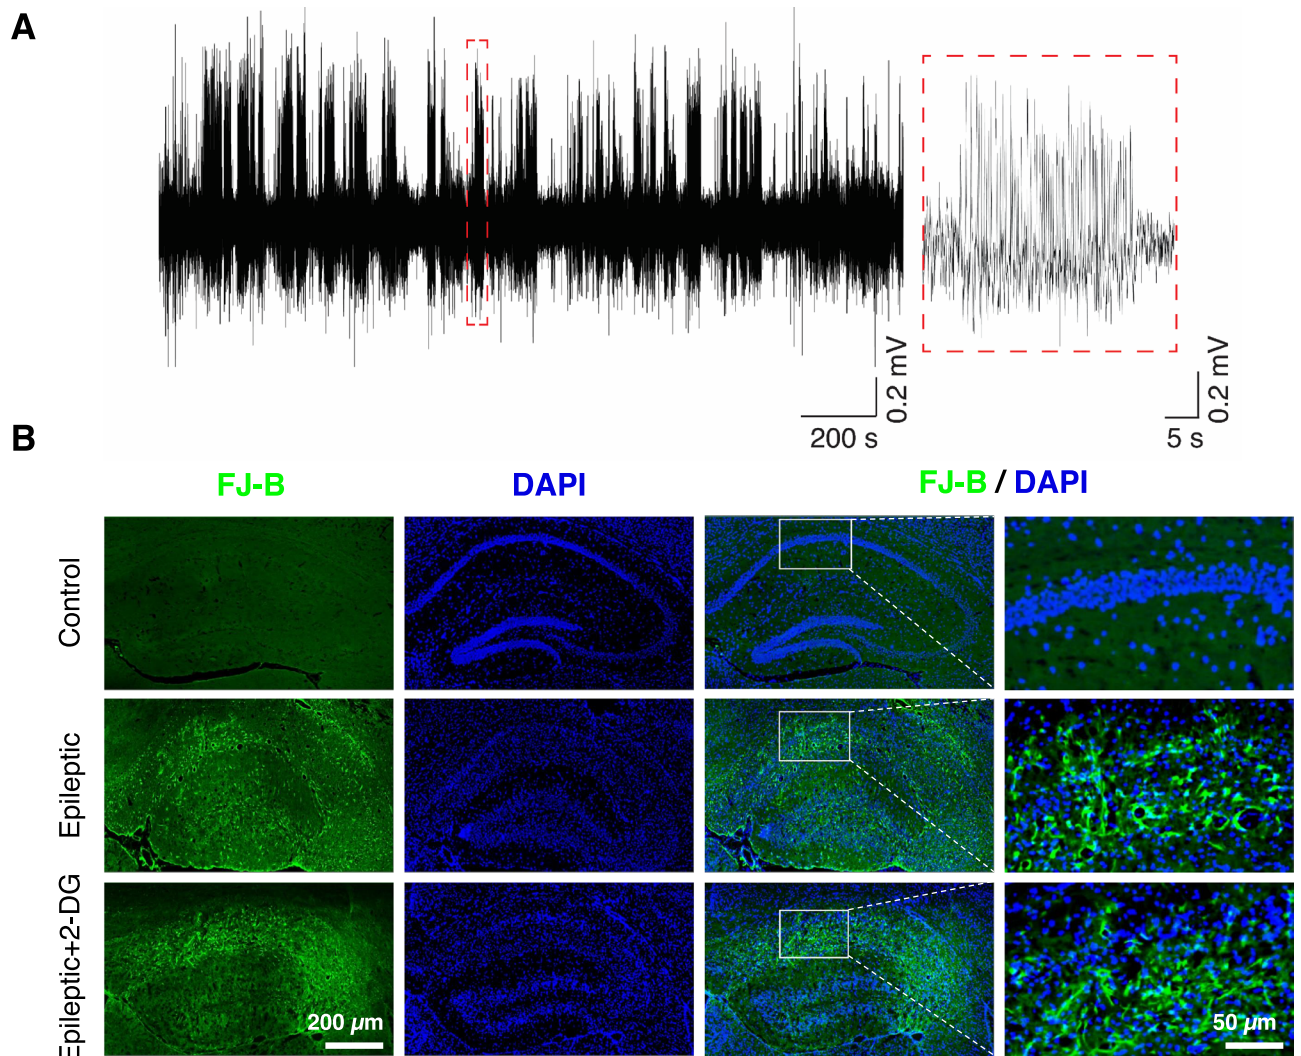 A
0.2 mV
200 s
0.2 mV
5 s
B
FJ-B
DAPI
FJ-B / DAPI
Control
Epileptic
Epileptic+2-DG
200 µm
50 µm